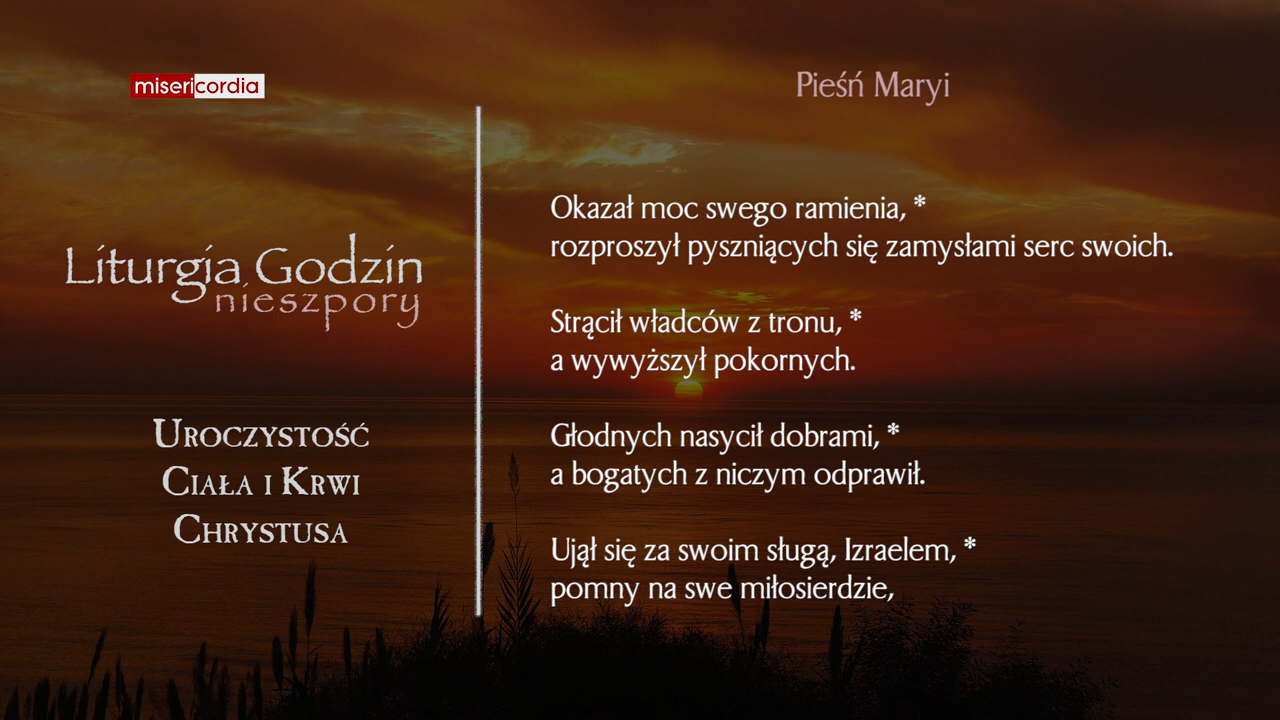 misericordia
Liturgia Godzin
nieszpory
Uroczystość
Ciała i Krwi
Chrystusa
Pieśń Maryi
Okazał moc swego ramienia, *
rozproszył pyszniących się zamysłami serc swoich.
Strącił władców z tronu, *
a wywyższył pokornych.
Głodnych nasycił dobrami, *
a bogatych z niczym odprawił.
Ujął się za swoim sługą, Izraelem, *
pomny na swe miłosierdzie,